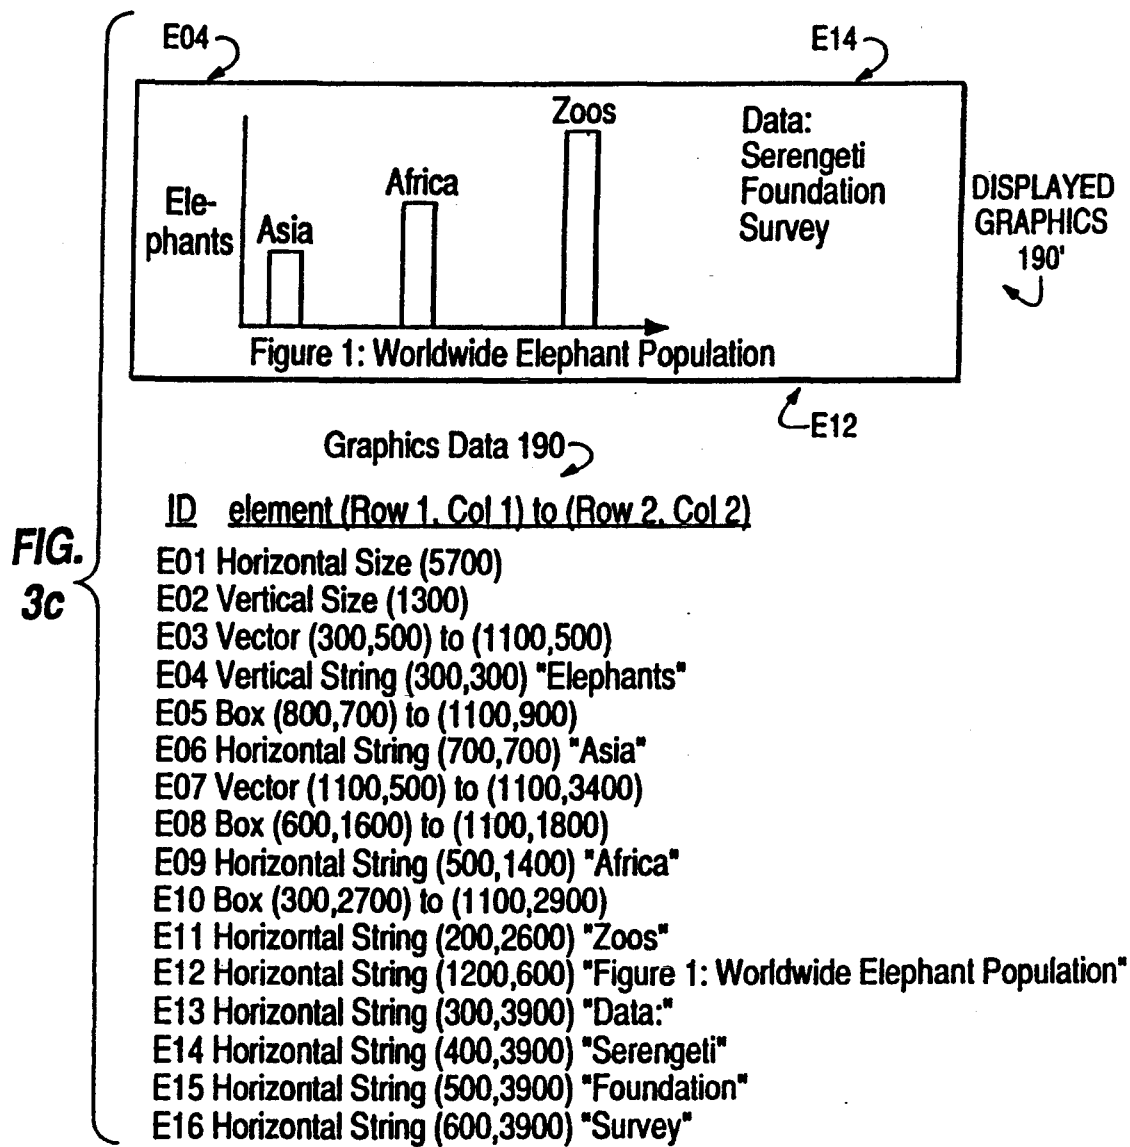 E04
E14
Zoos
Data:
Serengeti
Foundation
Survey
Africa
Ele-
phants
Asia
DISPLAYED
GRAPHICS
190'
Figure 1: Worldwide Elephant Population
E12
Graphics Data 190
ID element (Row 1, Col 1) to (Row 2, Col 2)
FIG.
3c
E01 Horizontal Size (5700)
E02 Vertical Size (1300)
E03 Vector (300,500) to (1100,500)
E04 Vertical String (300,300) "Elephants"
E05 Box (800,700) to (1100,900)
E06 Horizontal String (700,700) "Asia"
E07 Vector (1100,500) to (1100,3400)
E08 Box (600,1600) to (1100,1800)
E09 Horizontal String (500,1400) "Africa"
E10 Box (300,2700) to (1100,2900)
E11 Horizontal String (200,2600) "Zoos"
E12 Horizontal String (1200,600) "Figure 1: Worldwide Elephant Population"
E13 Horizontal String (300,3900) "Data:"
E14 Horizontal String (400,3900) "Serengeti"
E15 Horizontal String (500,3900) "Foundation"
E16 Horizontal String (600,3900) "Survey"